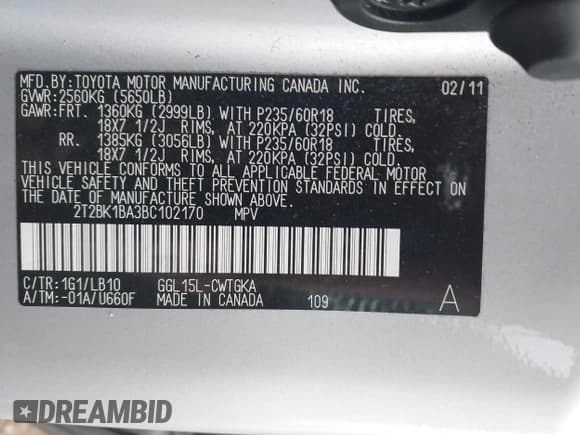 MFD.BY:TOYOTA MOTOR MANUFACTURING CANADA INC. 02/11
GVWR:2560KG (5650LB)
GAWR:FRT. 1360KG (2999LB) WITH P235/60R18 TIRES,
18X7 1/2J RIMS, AT 220KPA (32PSI) COLD.
RR. 1385KG (3056LB) WITH P235/60R18 TIRES,
18X7 1/2J RIMS, AT 220KPA (32PSI) COLD.
THIS VEHICLE CONFORMS TO ALL APPLICABLE FEDERAL MOTOR
VEHICLE SAFETY AND THEFT PREVENTION STANDARDS IN EFFECT
ON THE DATE OF MANUFACTURE SHOWN ABOVE.
2T2BK1BA3BC102170 MPV
C/TR:1G1/LB10 GGL15L-CWTGKA
A/TM:-01A/U660F MADE IN CANADA 109 A
DREAMBID